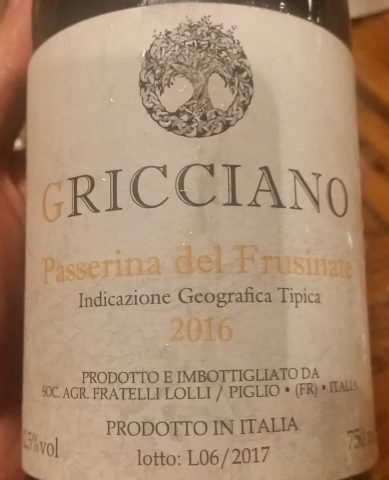 GRICCIANO
Passerina del Frusinate
Indicazione Geografica Tipica
2016
PRODOTTO E IMBOTTIGLIATO DA
SOC. AGR. FRATELLI LOLLI / PIGLIO • (FR) • ITALIA
PRODOTTO IN ITALIA
lotto: L06/2017